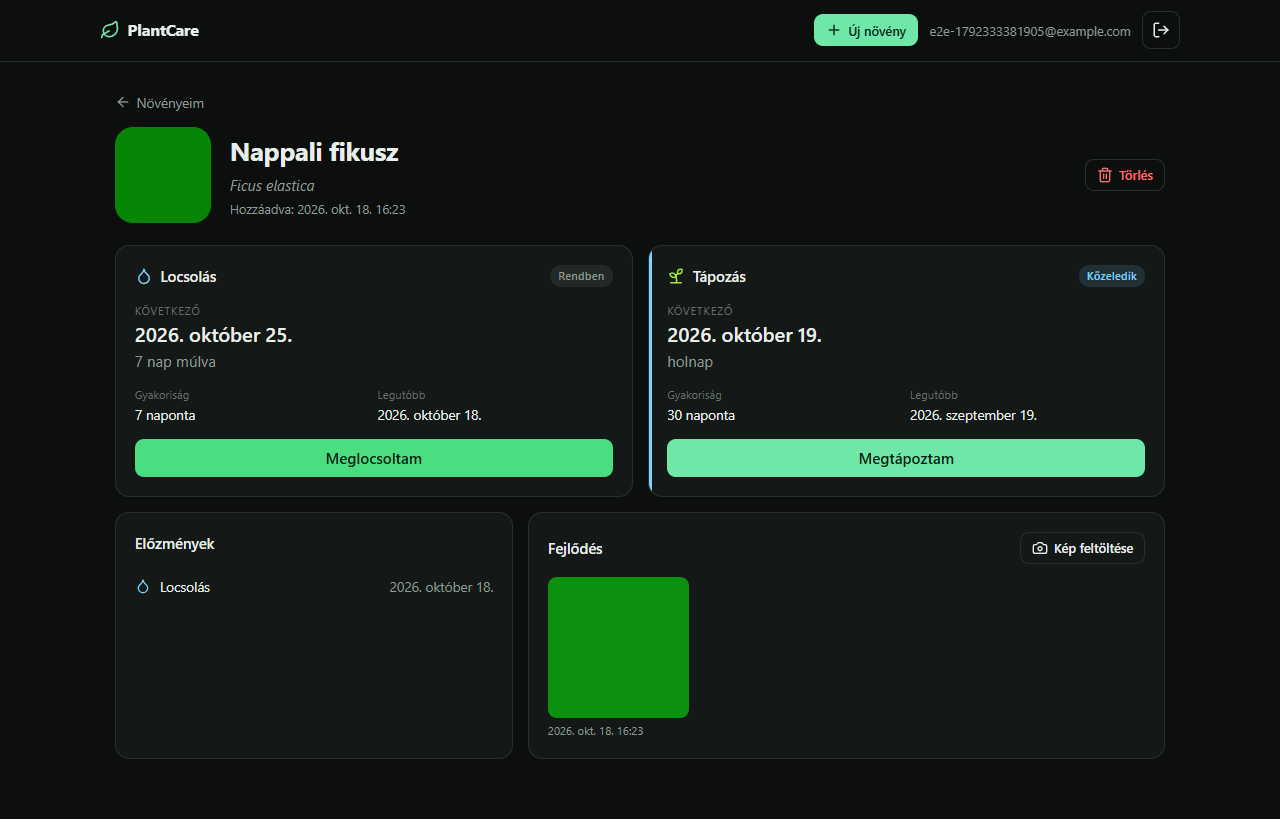 PlantCare
Új növény
e2e-1792333381905@example.com
Növényeim
Nappali fikusz
Ficus elastica
Hozzáadva: 2026. okt. 18. 16:23
Törlés
Locsolás
Rendben
KÖVETKEZŐ
2026. október 25.
7 nap múlva
Gyakoriság
Legutóbb
7 naponta
2026. október 18.
Meglocsoltam
Tápozás
Közeledik
KÖVETKEZŐ
2026. október 19.
holnap
Gyakoriság
Legutóbb
30 naponta
2026. szeptember 19.
Megtápoztam
Előzmények
Locsolás
2026. október 18.
Fejlődés
Kép feltöltése
2026. okt. 18. 16:23